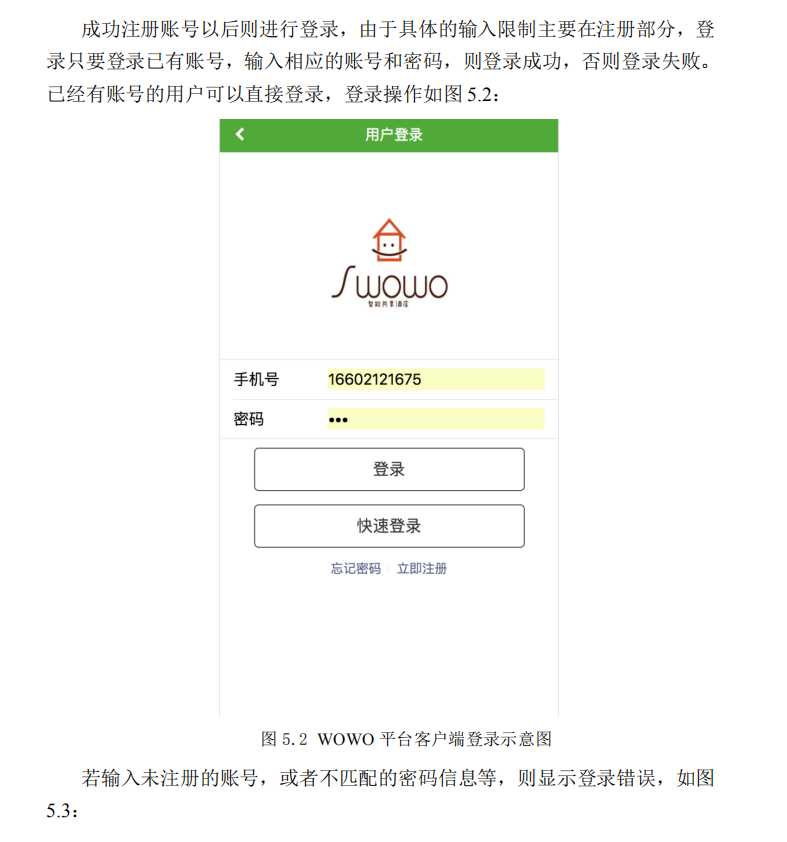 成功注册账号以后则进行登录，由于具体的输入限制主要在注册部分，登
录只要登录已有账号，输入相应的账号和密码，则登录成功，否则登录失败。
已经有账号的用户可以直接登录，登录操作如图 5.2：
用户登录
SWOWO
智能共享酒店
手机号 16602121675
密码 •••
登录
快速登录
忘记密码 立即注册
图 5.2 WOWO 平台客户端登录示意图
若输入未注册的账号，或者不匹配的密码信息等，则显示登录错误，如图
5.3：